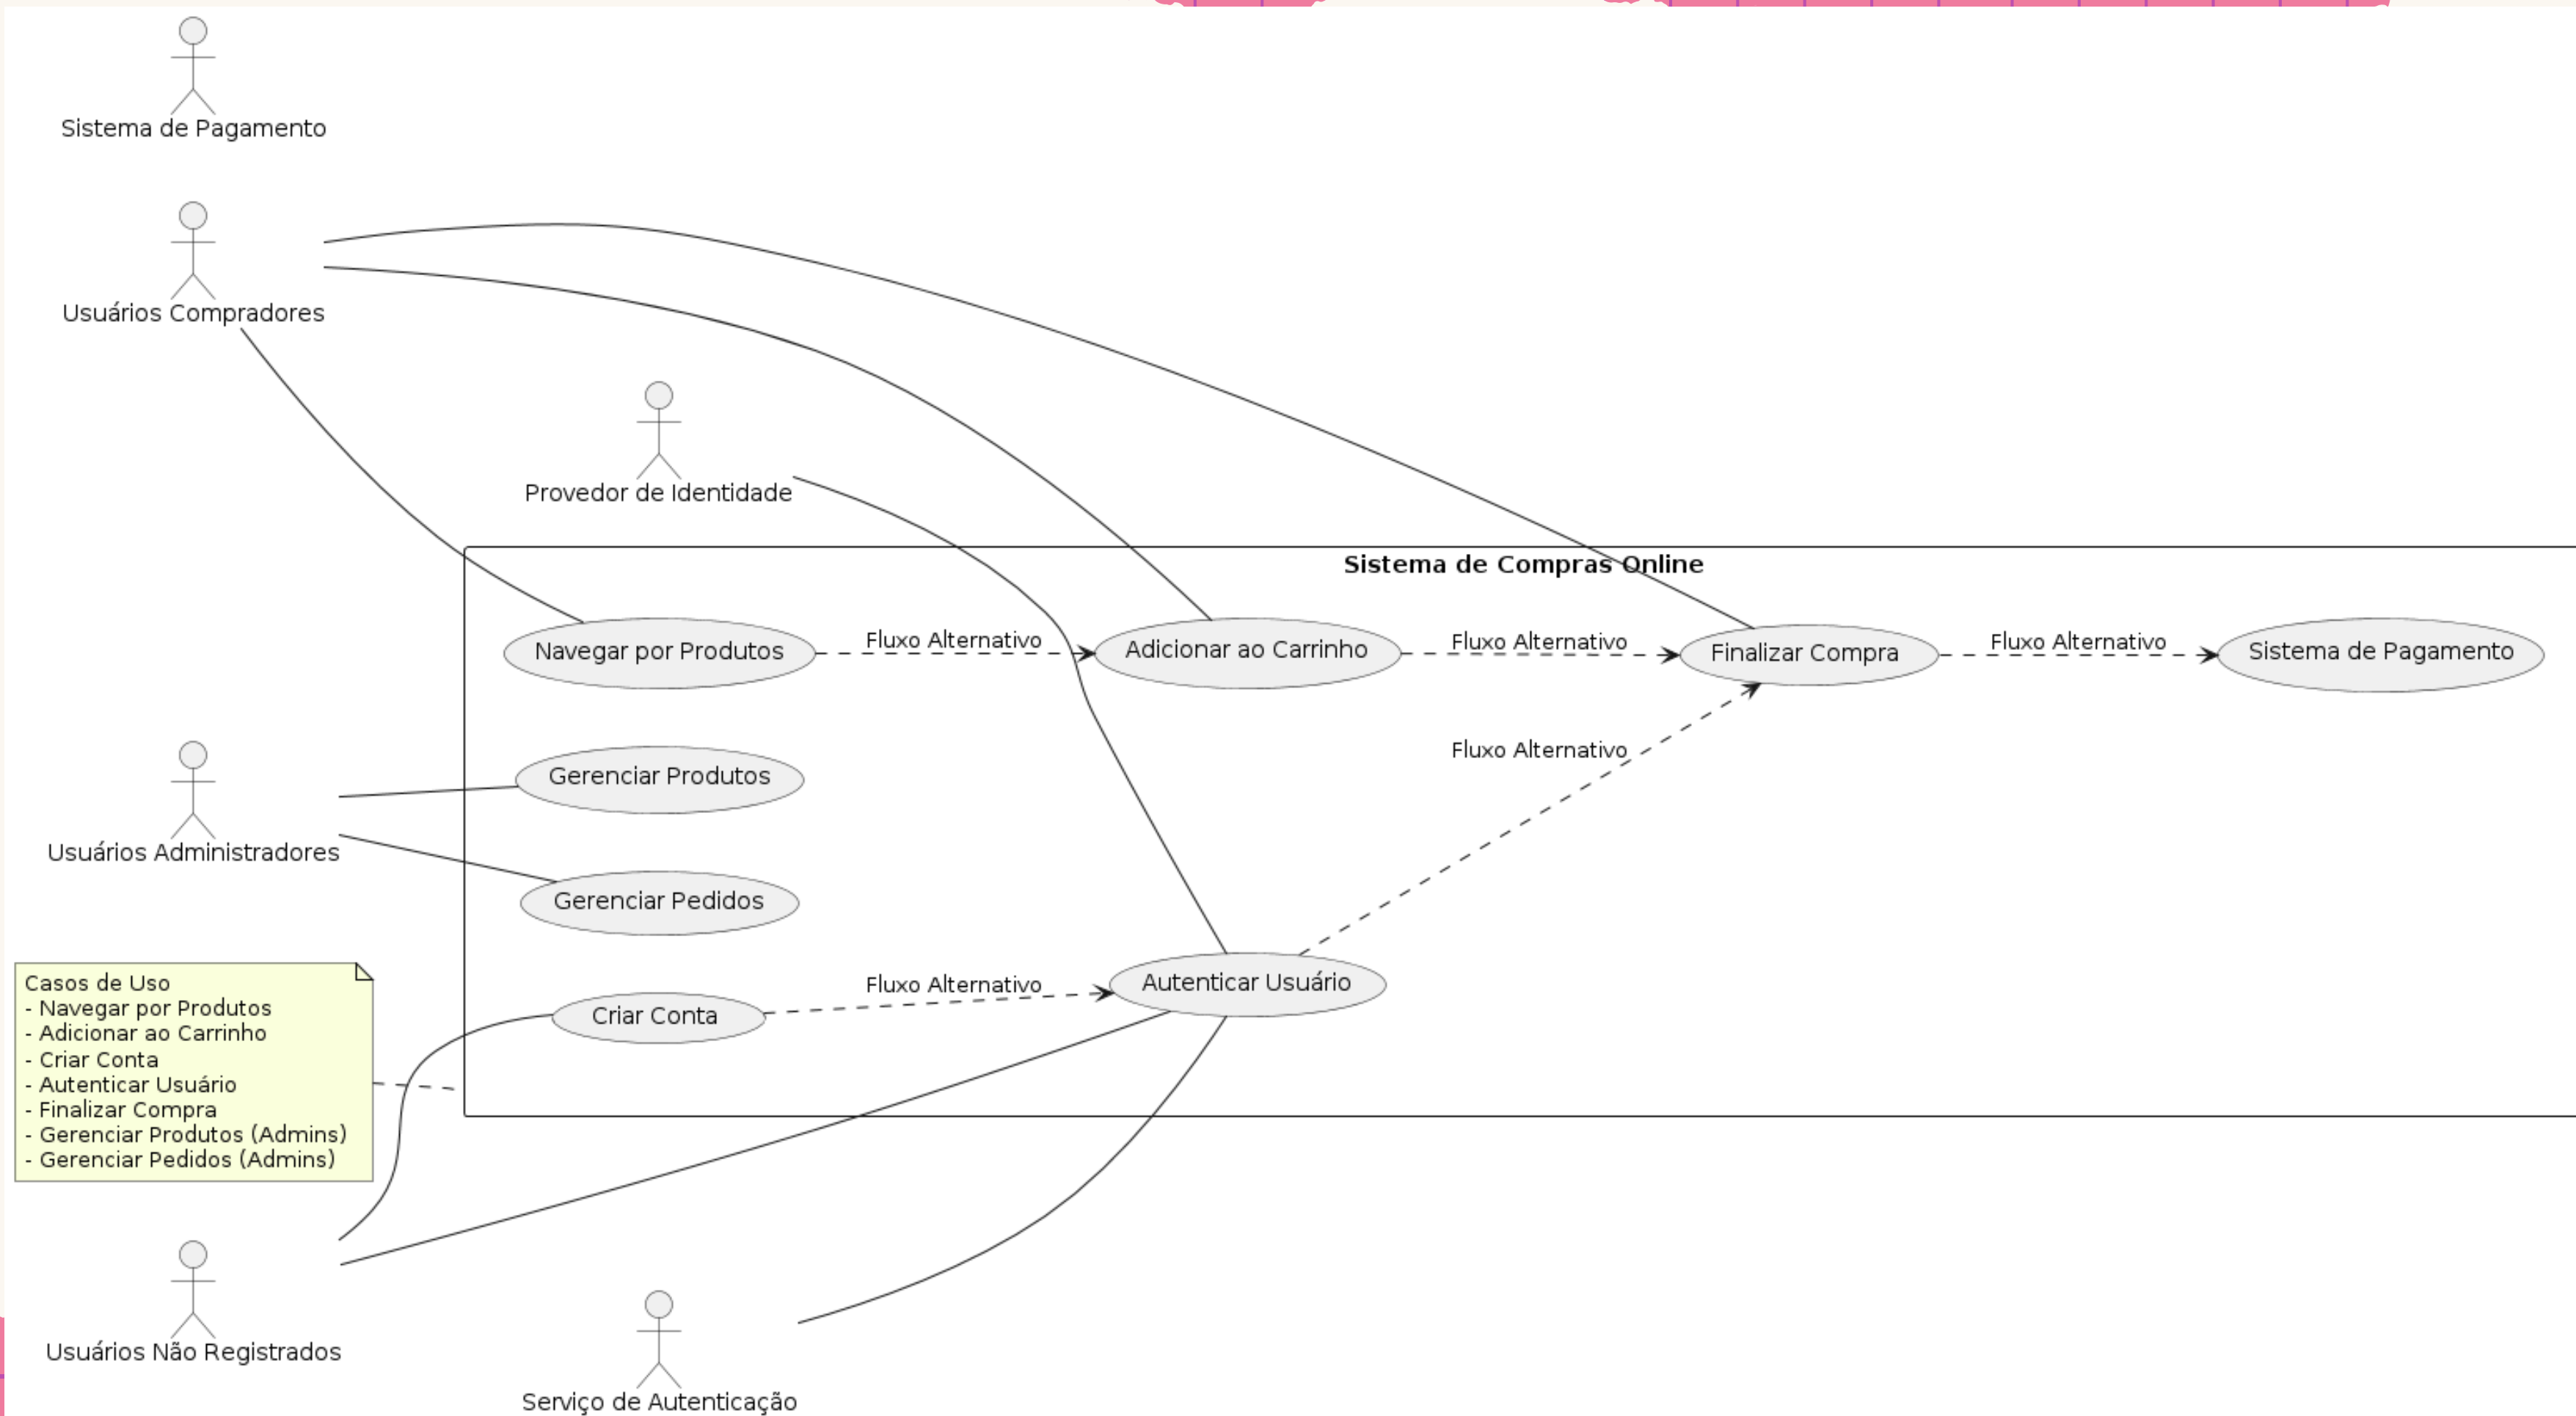 Sistema de Pagamento
Usuários Compradores
Provedor de Identidade
Sistema de Compras Online
Navegar por Produtos
Fluxo Alternativo
Adicionar ao Carrinho
Fluxo Alternativo
Finalizar Compra
Fluxo Alternativo
Sistema de Pagamento
Fluxo Alternativo
Gerenciar Produtos
Usuários Administradores
Gerenciar Pedidos
Fluxo Alternativo
Autenticar Usuário
Criar Conta
Casos de Uso
- Navegar por Produtos
- Adicionar ao Carrinho
- Criar Conta
- Autenticar Usuário
- Finalizar Compra
- Gerenciar Produtos (Admins)
- Gerenciar Pedidos (Admins)
Usuários Não Registrados
Serviço de Autenticação